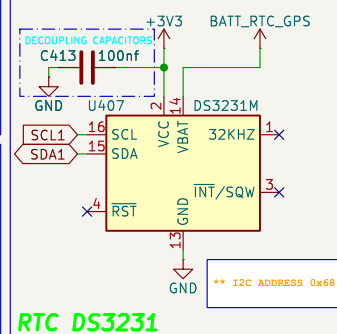 +3V3
BATT_RTC_GPS
DECOUPLING CAPACITORS
C413
100nf
GND
U407
DS3231M
2
14
VCC
VBAT
SCL1
16
SCL
32KHZ
1
SDA1
15
SDA
INT/SQW
3
4
RST
GND
13
GND
** I2C ADDRESS 0x68
RTC DS3231